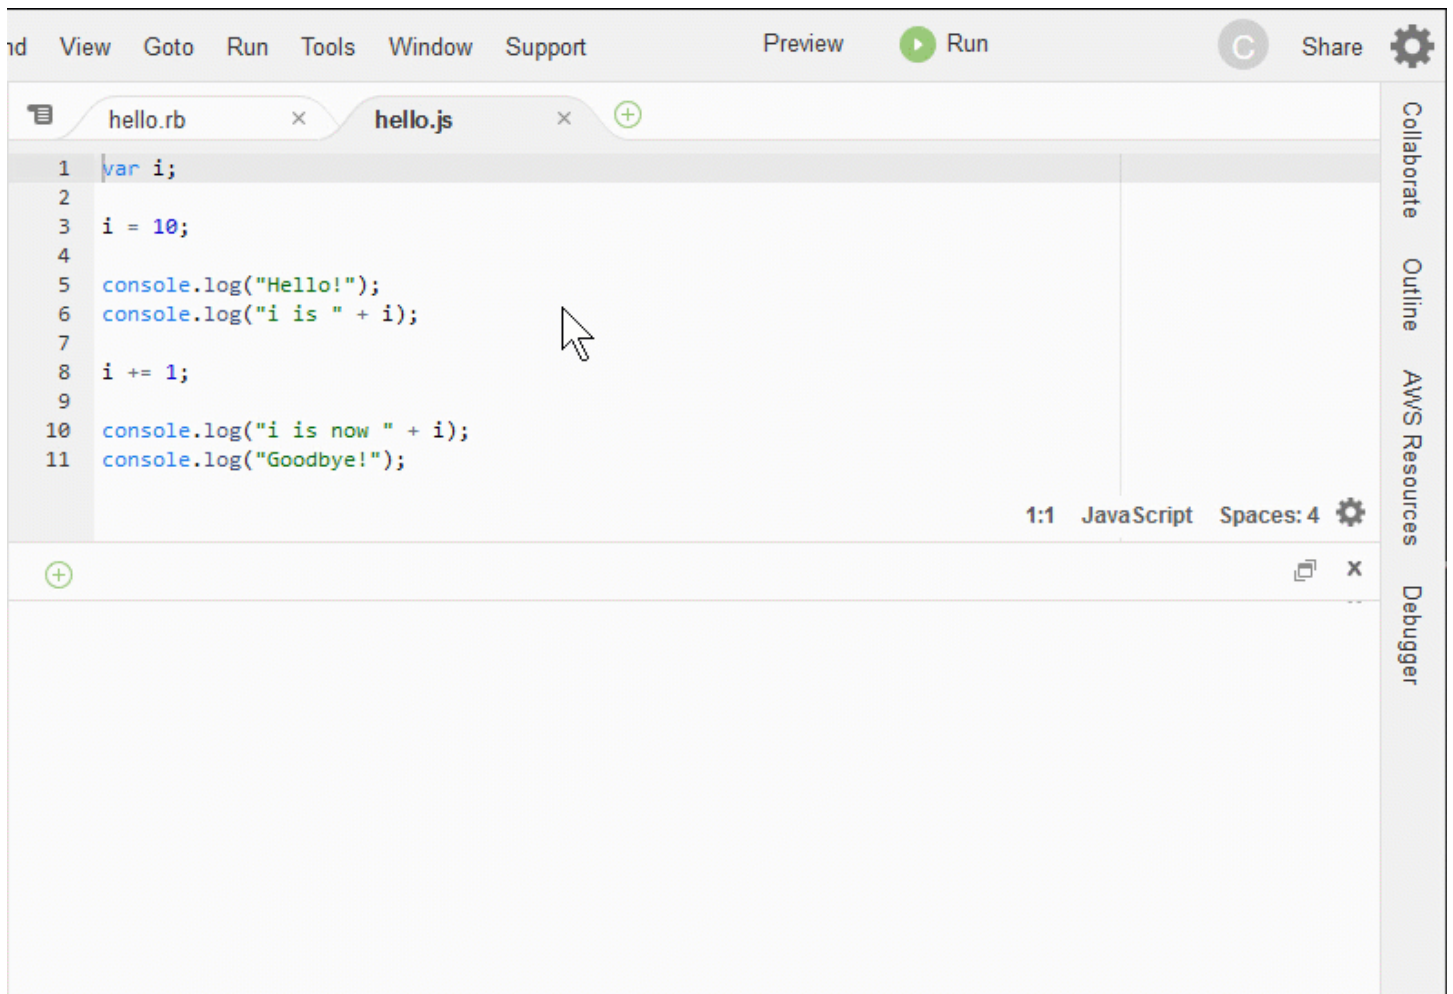 nd View Goto Run Tools Window Support Preview Run C Share
hello.rb × hello.js ×
1 var i;
2
3 i = 10;
4
5 console.log("Hello!");
6 console.log("i is " + i);
7
8 i += 1;
9
10 console.log("i is now " + i);
11 console.log("Goodbye!");
1:1 JavaScript Spaces: 4
Collaborate
Outline
AWS Resources
Debugger